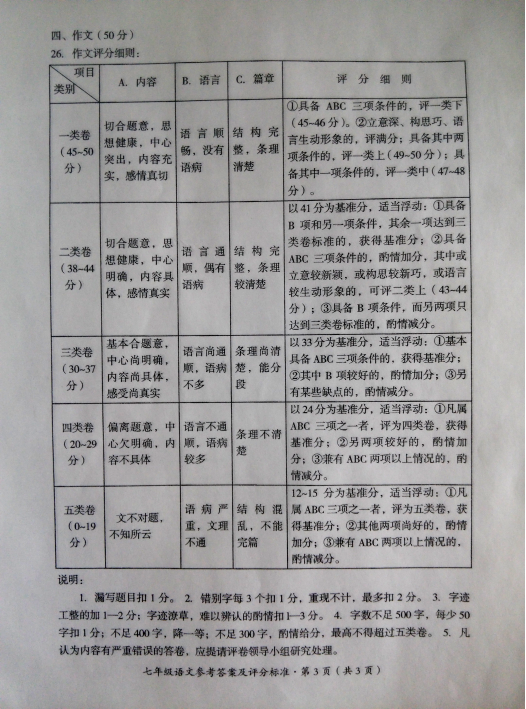 四、作文（50分）
26. 作文评分细则：
项目
类别
A. 内容
B. 语言
C. 篇章
评 分 细 则
一类卷
（45~50
分）
切合题意，思
想健康，中心
突出，内容充
实，感情真切
语言顺
畅，没有
语病
结构完
整，条理
清楚
①具备 ABC 三项条件的，评一类下
（45~46分）。②立意深、构思巧、语
言生动形象的，评满分；具备其中两
项条件的，评一类上（49~50分）；具
备其中一项条件的，评一类中（47~48
分）。
二类卷
（38~44
分）
切合题意，思
想健康，中心
明确，内容具
体，感情真实
语言通
顺，偶有
语病
结构完
整，条理
较清楚
以41分为基准分，适当浮动：①具备
B 项和另一项条件，其余一项达到三
类卷标准的，获得基准分；②具备
ABC 三项条件的，酌情加分，其中或
立意较新颖，或构思较新巧，或语言
较生动形象的，可评二类上（43~44
分）；③具备 B 项条件，而另两项只
达到三类卷标准的，酌情减分。
三类卷
（30~37
分）
基本合题意，
中心尚明确，
内容尚具体，
感受尚真实
语言尚通
顺，语病
不多
条理尚清
楚，能分
段
以33分为基准分，适当浮动：①基本
具备 ABC 三项条件的，获得基准分；
②其中 B 项较好的，酌情加分；③另
有某些缺点的，酌情减分。
四类卷
（20~29
分）
偏离题意，中
心欠明确，内
容不具体
语言不通
顺，语病
较多
条理不清
楚
以24分为基准分，适当浮动：①凡属
ABC 三项之一者，评为四类卷，获得
基准分；②另两项较好的，酌情加
分；③兼有 ABC 两项以上情况的，酌
情减分。
五类卷
（0~19
分）
文不对题，
不知所云
语病严
重，文理
不通
结构混
乱，不能
完篇
12~15 分为基准分，适当浮动：①凡
属 ABC 三项之一者，评为五类卷，获
得基准分；②其他两项尚好的，酌情
加分；③兼有 ABC 两项以上情况的，
酌情减分。
说明：
1. 漏写题目扣1分。 2. 错别字每3个扣1分，重现不计，最多扣2分。 3. 字迹
工整的加1—2分；字迹潦草，难以辨认的酌情扣1—3分。 4. 字数不足500字，每少50
字扣1分；不足400字，降一等；不足300字，酌情给分，最高不得超过五类卷。 5. 凡
认为内容有严重错误的答卷，应提请评卷领导小组研究处理。
七年级语文参考答案及评分标准·第3页（共3页）